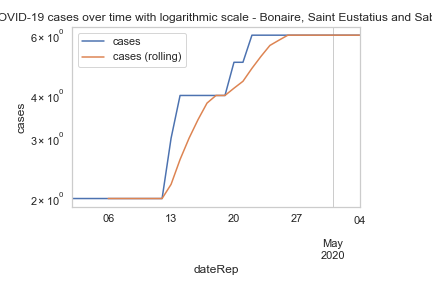 OVID-19 cases over time with logarithmic scale - Bonaire, Saint Eustatius and Sab
6 × 10⁰
4 × 10⁰
3 × 10⁰
2 × 10⁰
cases
cases
cases (rolling)
06
13
20
27
04
May
2020
dateRep